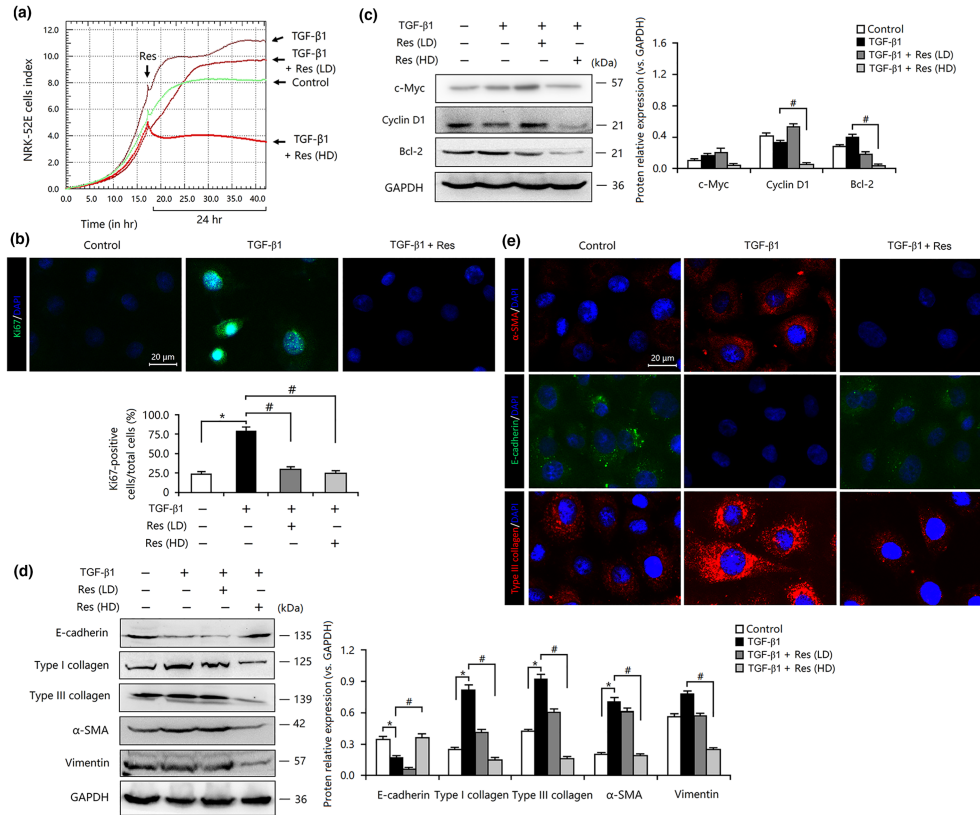 (a)
NRK-52E cells index
12.0
10.0
8.0
6.0
4.0
2.0
0.0
Res
TGF-β1
TGF-β1
+ Res (LD)
Control
TGF-β1
+ Res (HD)
0.0 5.0 10.0 15.0 20.0 25.0 30.0 35.0 40.0
Time (in hr)
24 hr
(c)
TGF-β1 − + + +
Res (LD) − − + −
Res (HD) − − − + (kDa)
c-Myc — 57
Cyclin D1 — 21
Bcl-2 — 21
GAPDH — 36
Proten relative expression (vs. GAPDH)
1.6
1.2
0.8
0.4
0.0
Control
TGF-β1
TGF-β1 + Res (LD)
TGF-β1 + Res (HD)
# #
c-Myc Cyclin D1 Bcl-2
(b)
Control TGF-β1 TGF-β1 + Res
Ki67/DAPI
20 μm
Ki67-positive
cells/total cells (%)
100.0
75.0
50.0
25.0
0.0
* # #
TGF-β1 − + + +
Res (LD) − − + −
Res (HD) − − − +
(e)
Control TGF-β1 TGF-β1 + Res
α-SMA/DAPI
20 μm
E-cadherin/DAPI
Type III collagen/DAPI
(d)
TGF-β1 − + + +
Res (LD) − − + −
Res (HD) − − − + (kDa)
E-cadherin — 135
Type I collagen — 125
Type III collagen — 139
α-SMA — 42
Vimentin — 57
GAPDH — 36
Proten relative expression (vs. GAPDH)
1.2
0.9
0.6
0.3
0.0
Control
TGF-β1
TGF-β1 + Res (LD)
TGF-β1 + Res (HD)
* # * # * # * # #
E-cadherin Type I collagen Type III collagen α-SMA Vimentin